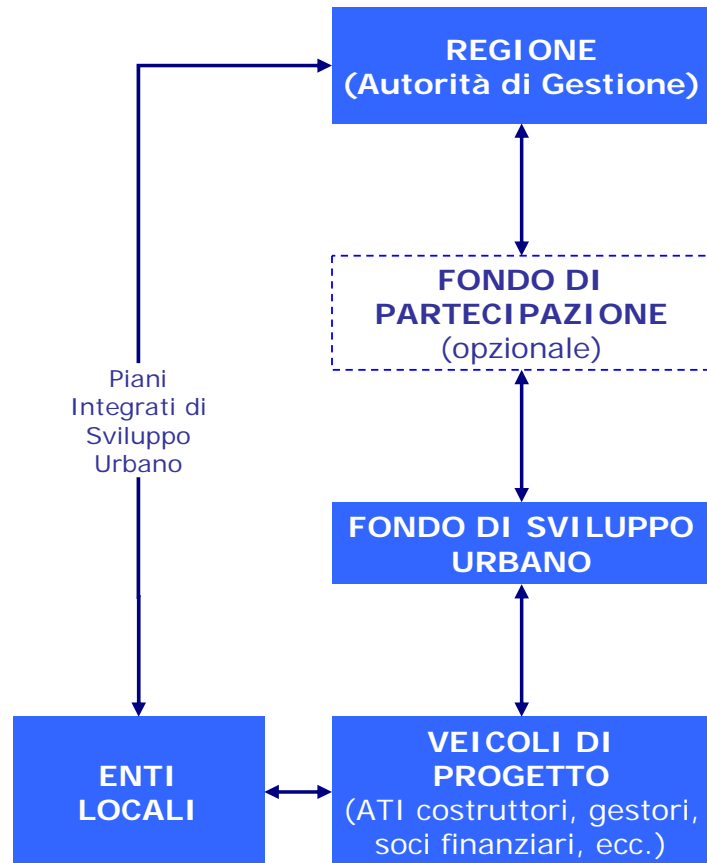 REGIONE
(Autorità di Gestione)
FONDO DI
PARTECIPAZIONE
(opzionale)
Piani
Integrati di
Sviluppo
Urbano
FONDO DI SVILUPPO
URBANO
ENTI
LOCALI
VEICOLI DI
PROGETTO
(ATI costruttori, gestori,
soci finanziari, ecc.)